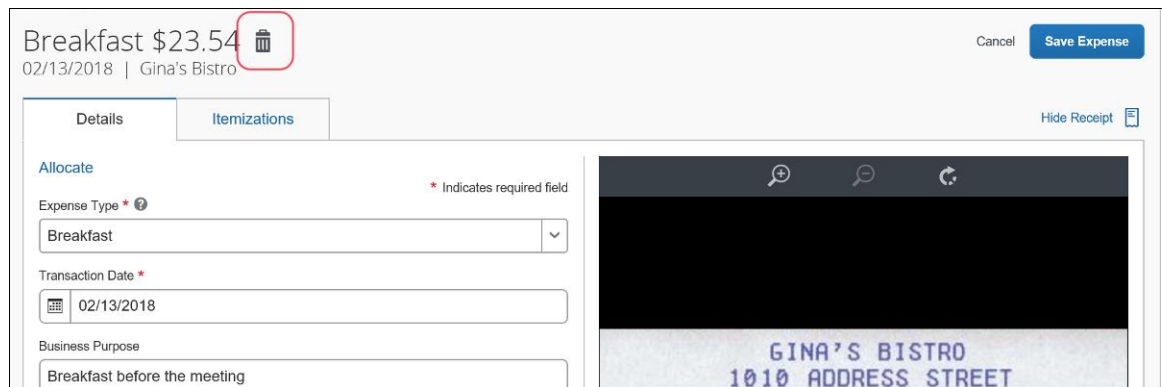 Breakfast $23.54
Cancel
Save Expense
02/13/2018 | Gina's Bistro
Details
Itemizations
Hide Receipt
Allocate
* Indicates required field
Expense Type *
Breakfast
Transaction Date *
02/13/2018
Business Purpose
Breakfast before the meeting
GINA'S BISTRO
1010 ADDRESS STREET